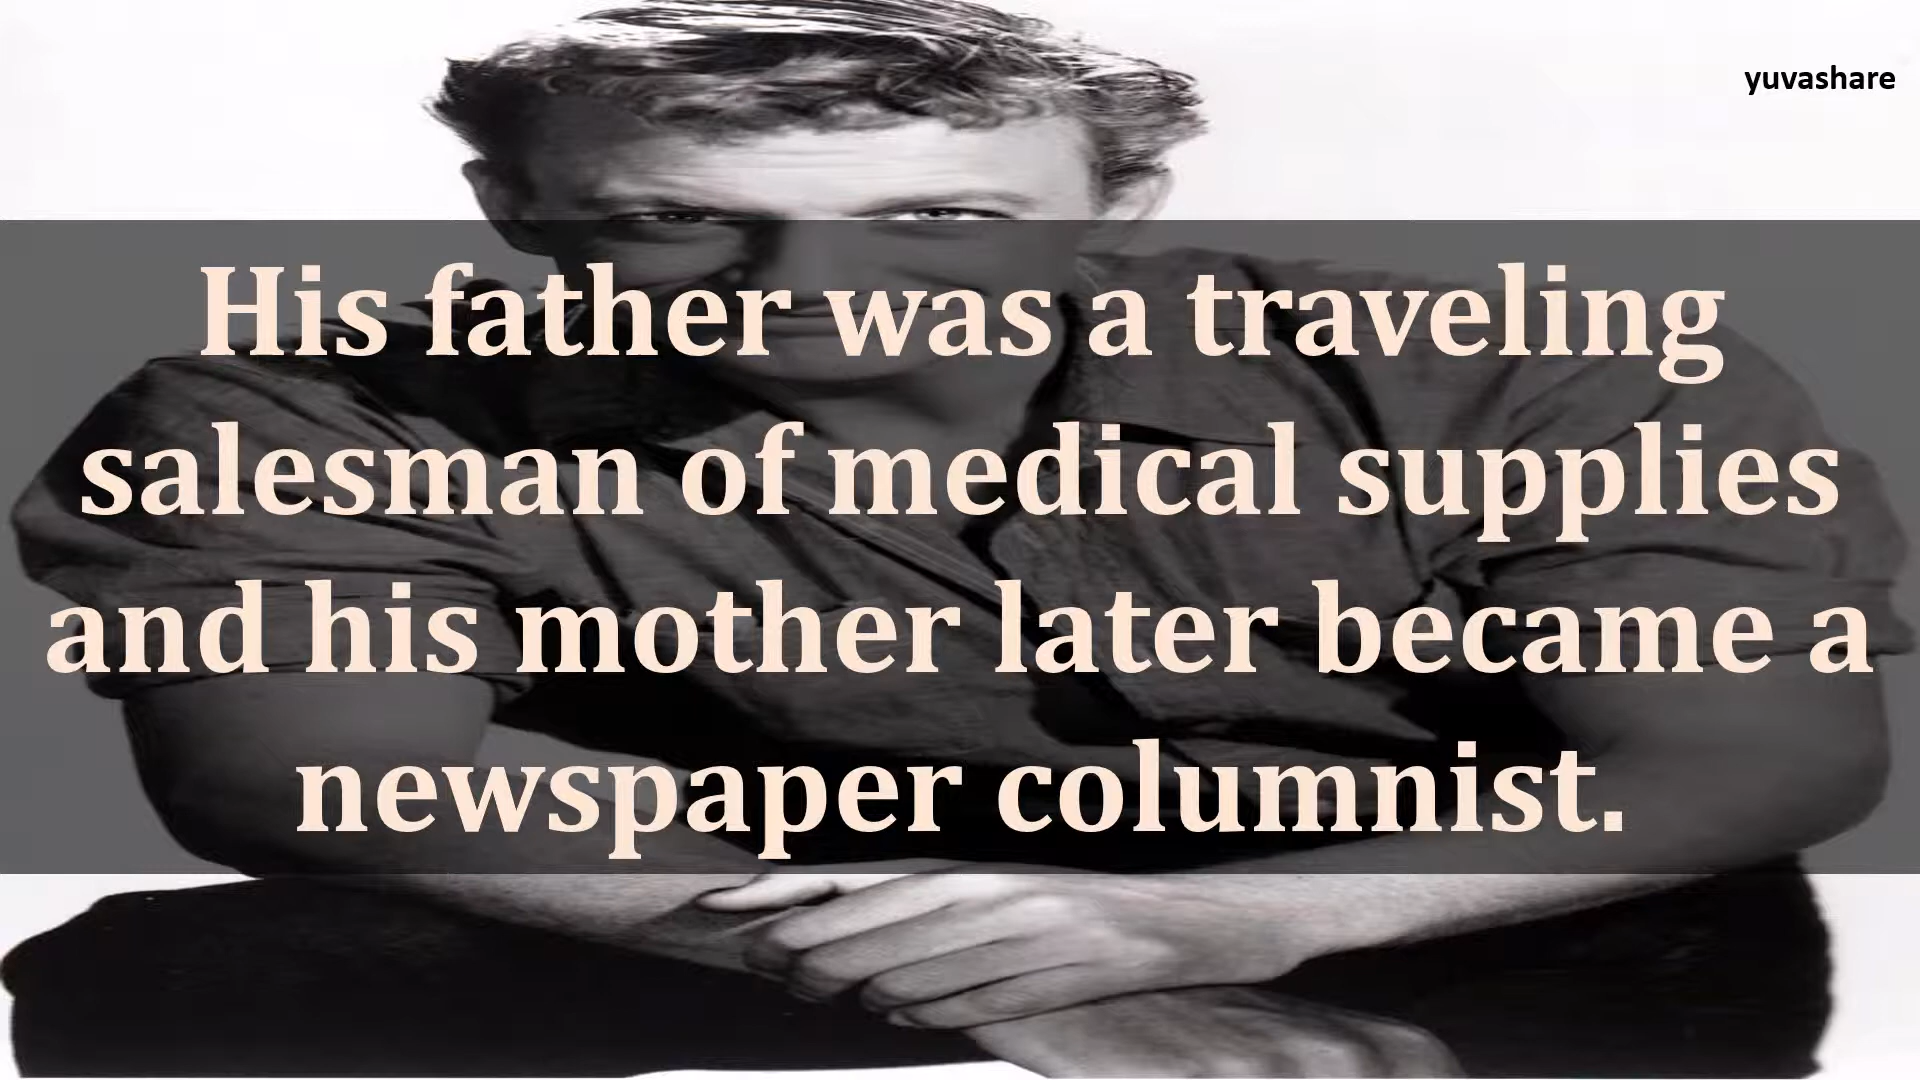 yuvashare
His father was a traveling
salesman of medical supplies
and his mother later became a
newspaper columnist.